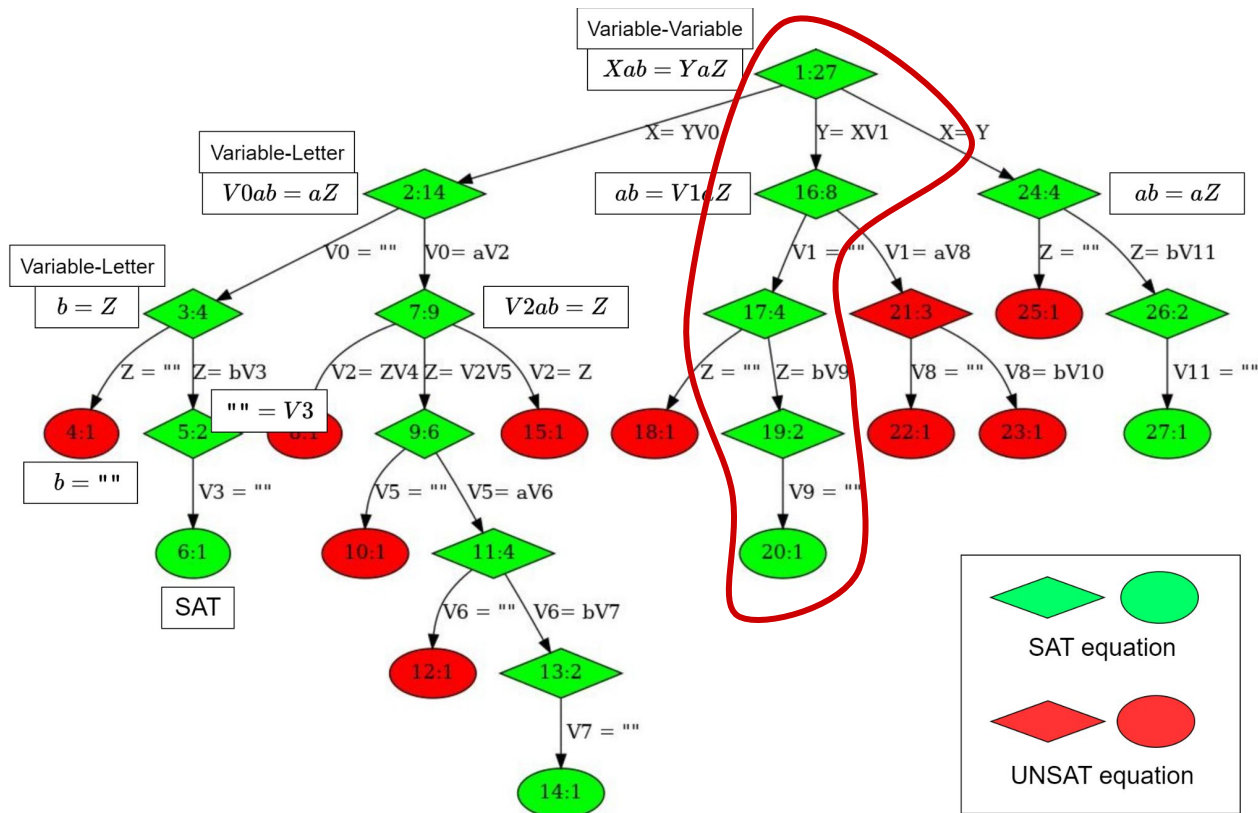 Variable-Variable
Xab = YaZ
1:27
X= YV0
Y= XV1
X= Y
Variable-Letter
V0ab = aZ
2:14
ab = V1aZ
16:8
24:4
ab = aZ
V0 = ""
V0= aV2
V1 = ""
V1= aV8
Z = ""
Z= bV11
Variable-Letter
b = Z
3:4
7:9
V2ab = Z
17:4
21:3
25:1
26:2
Z = ""
Z= bV3
V2= ZV4
Z= V2V5
V2= Z
Z = ""
Z= bV9
V8 = ""
V8= bV10
V11 = ""
4:1
5:2
"" = V3
8:1
9:6
15:1
18:1
19:2
22:1
23:1
27:1
b = ""
V3 = ""
V5 = ""
V5= aV6
V9 = ""
6:1
10:1
11:4
20:1
SAT
V6 = ""
V6= bV7
12:1
13:2
V7 = ""
14:1
SAT equation
UNSAT equation